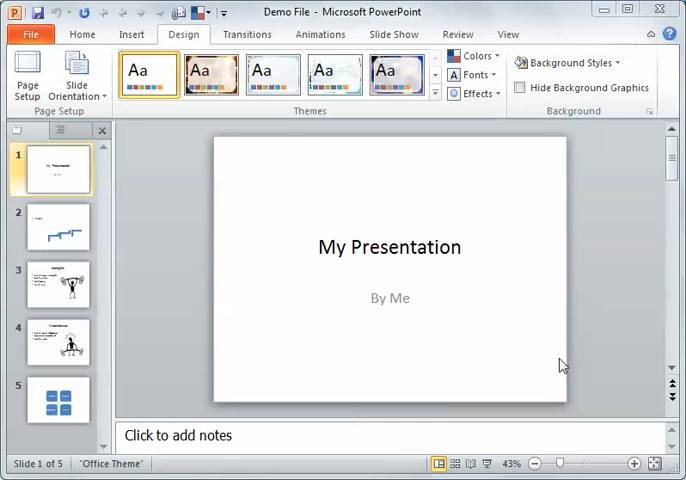 Demo File - Microsoft PowerPoint
File Home Insert Design Transitions Animations Slide Show Review View
Page Setup
Slide Orientation
Aa Aa Aa Aa Aa
Colors
Fonts
Effects
Background Styles
Hide Background Graphics
Page Setup Themes Background
1
My Presentation
2
3
4
5
My Presentation
By Me
Click to add notes
Slide 1 of 5 "Office Theme" 43%